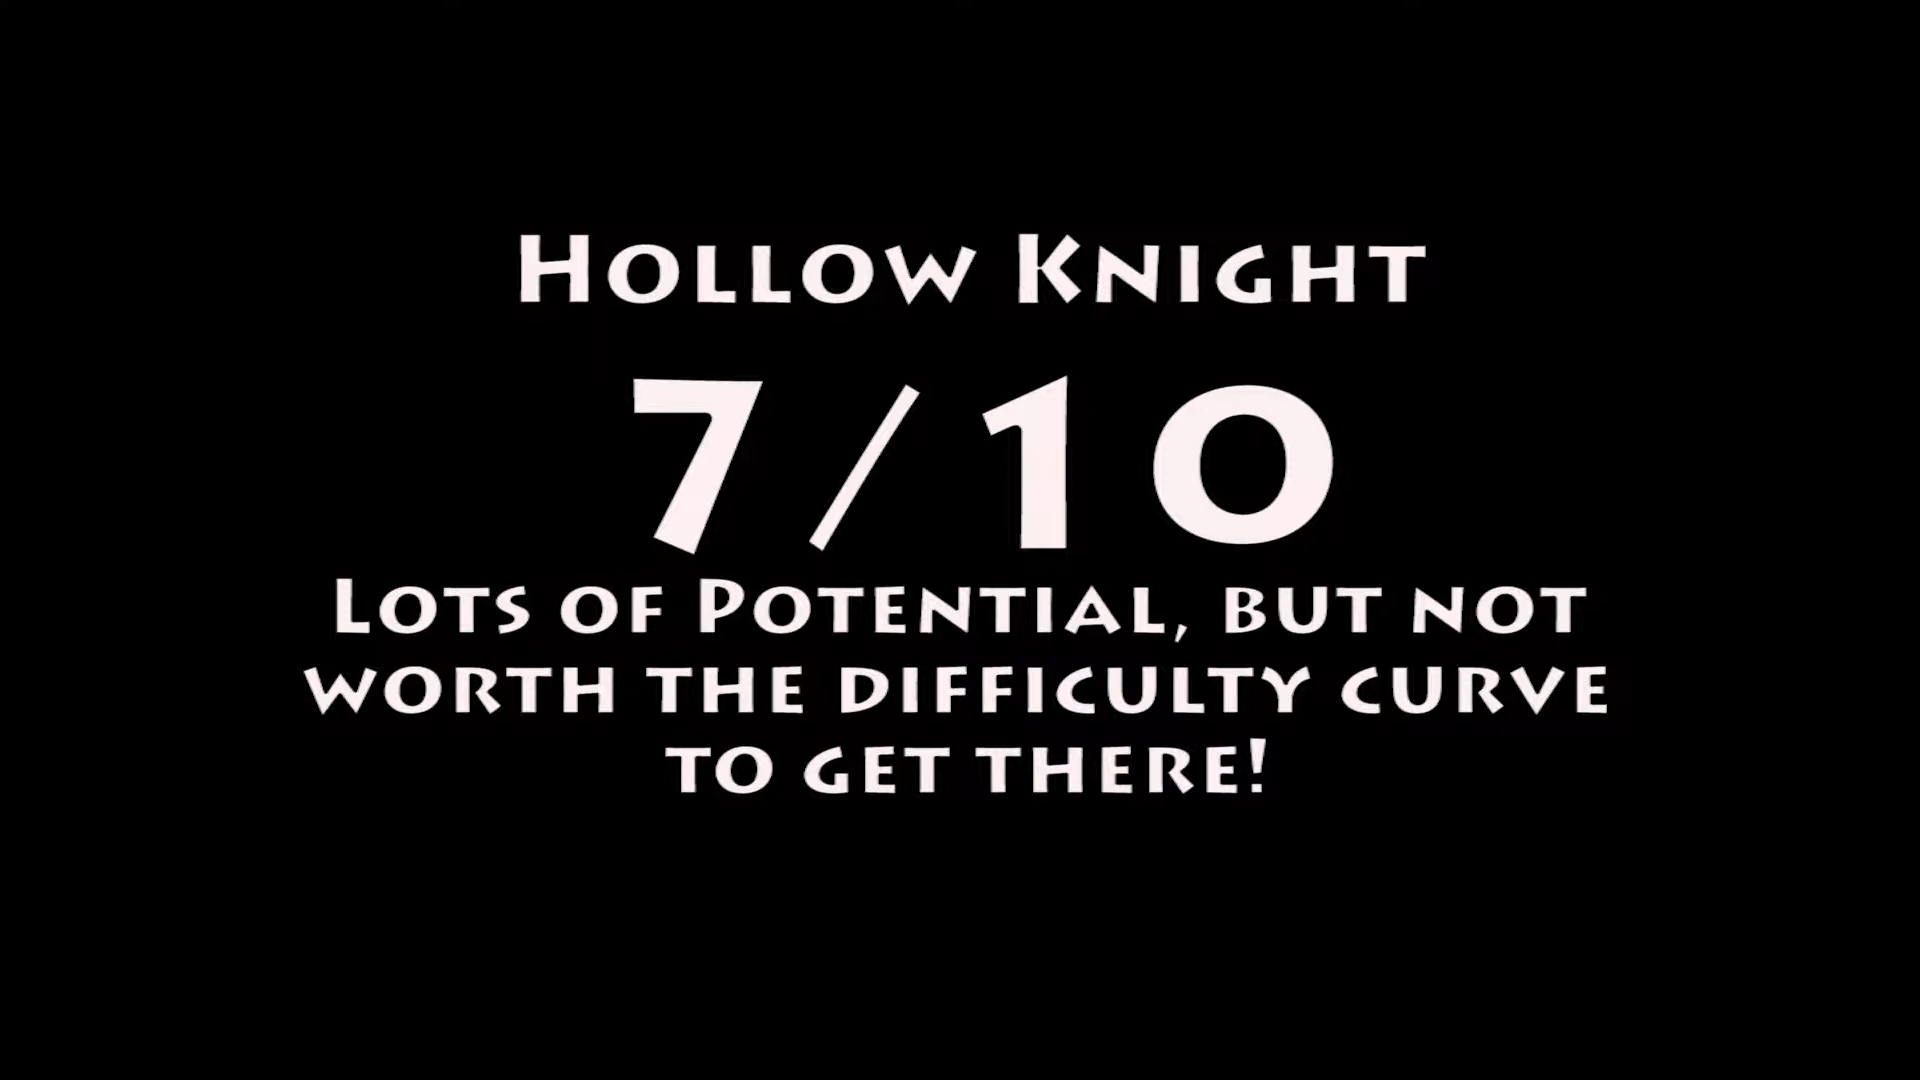 Hollow Knight
7/10
Lots of Potential, but not
worth the difficulty curve
to get there!